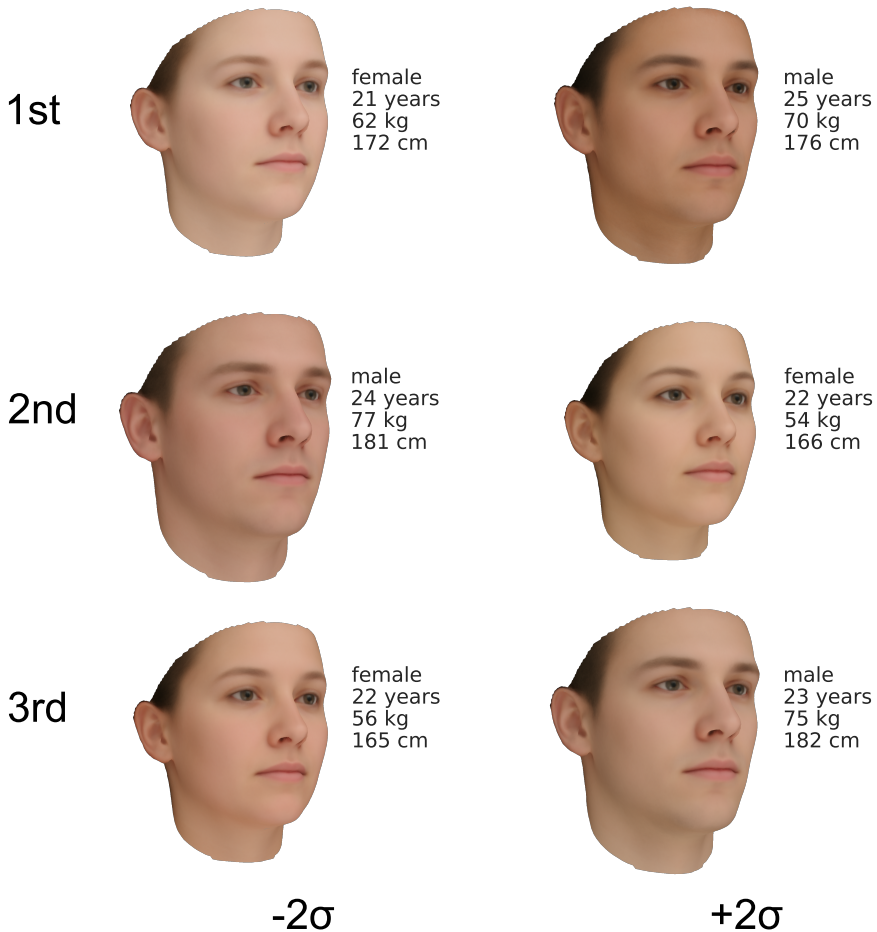 1st
female
21 years
62 kg
172 cm
male
25 years
70 kg
176 cm
2nd
male
24 years
77 kg
181 cm
female
22 years
54 kg
166 cm
3rd
female
22 years
56 kg
165 cm
male
23 years
75 kg
182 cm
-2σ
+2σ